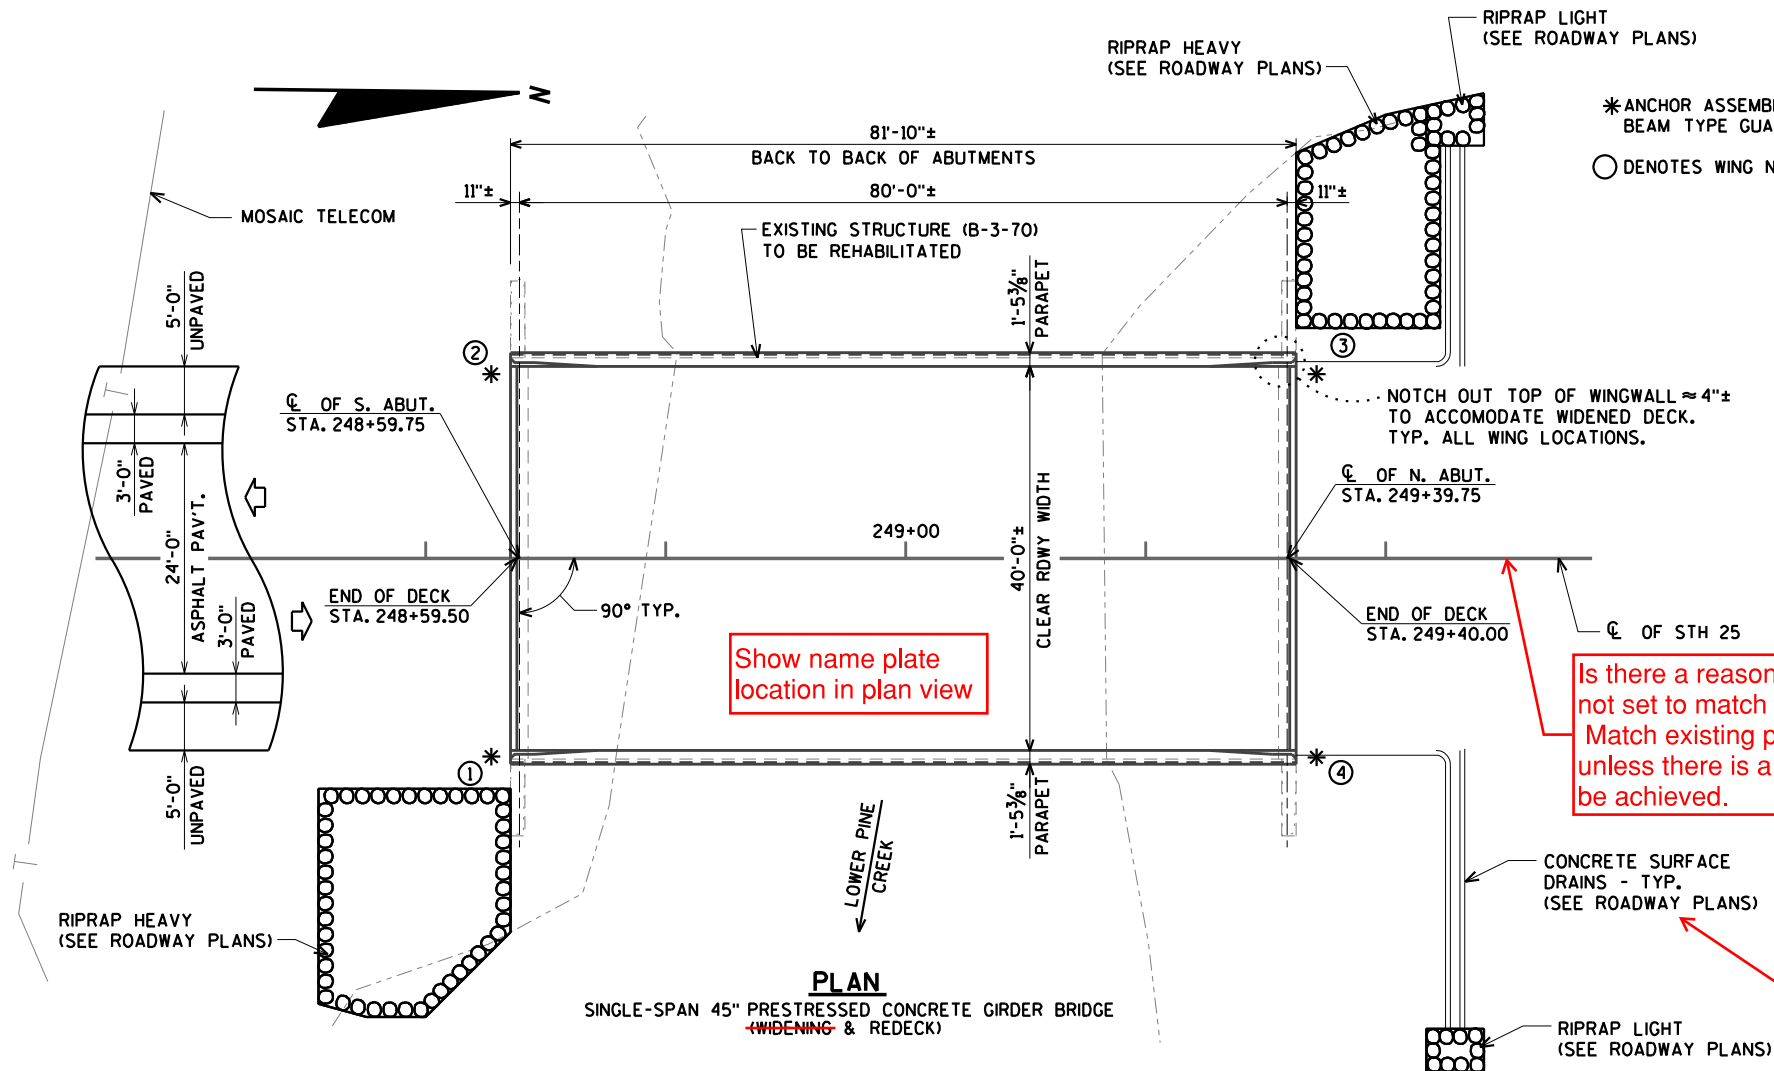 RIPRAP LIGHT
(SEE ROADWAY PLANS)
RIPRAP HEAVY
(SEE ROADWAY PLANS)
N
✳ ANCHOR ASSEMB
BEAM TYPE GUA
DENOTES WING N
81'-10"±
BACK TO BACK OF ABUTMENTS
11"±
80'-0"±
11"±
MOSAIC TELECOM
EXISTING STRUCTURE (B-3-70)
TO BE REHABILITATED
5'-0"
UNPAVED
1'-5⅜"
PARAPET
2
3
✳
✳
T
℄ OF S. ABUT.
STA. 248+59.75
NOTCH OUT TOP OF WINGWALL ≈ 4"±
TO ACCOMODATE WIDENED DECK.
TYP. ALL WING LOCATIONS.
3'-0"
PAVED
℄ OF N. ABUT.
STA. 249+39.75
24'-0"
ASPHALT PAV'T.
249+00
40'-0"±
CLEAR RDWY WIDTH
END OF DECK
STA. 248+59.50
90° TYP.
END OF DECK
STA. 249+40.00
℄ OF STH 25
3'-0"
PAVED
Show name plate
location in plan view
Is there a reason
not set to match
Match existing p
unless there is a
be achieved.
✳
✳
1
4
5'-0"
UNPAVED
1'-5⅜"
PARAPET
T
LOWER PINE
CREEK
CONCRETE SURFACE
DRAINS - TYP.
(SEE ROADWAY PLANS)
RIPRAP HEAVY
(SEE ROADWAY PLANS)
PLAN
SINGLE-SPAN 45" PRESTRESSED CONCRETE GIRDER BRIDGE
(WIDENING & REDECK)
RIPRAP LIGHT
(SEE ROADWAY PLANS)